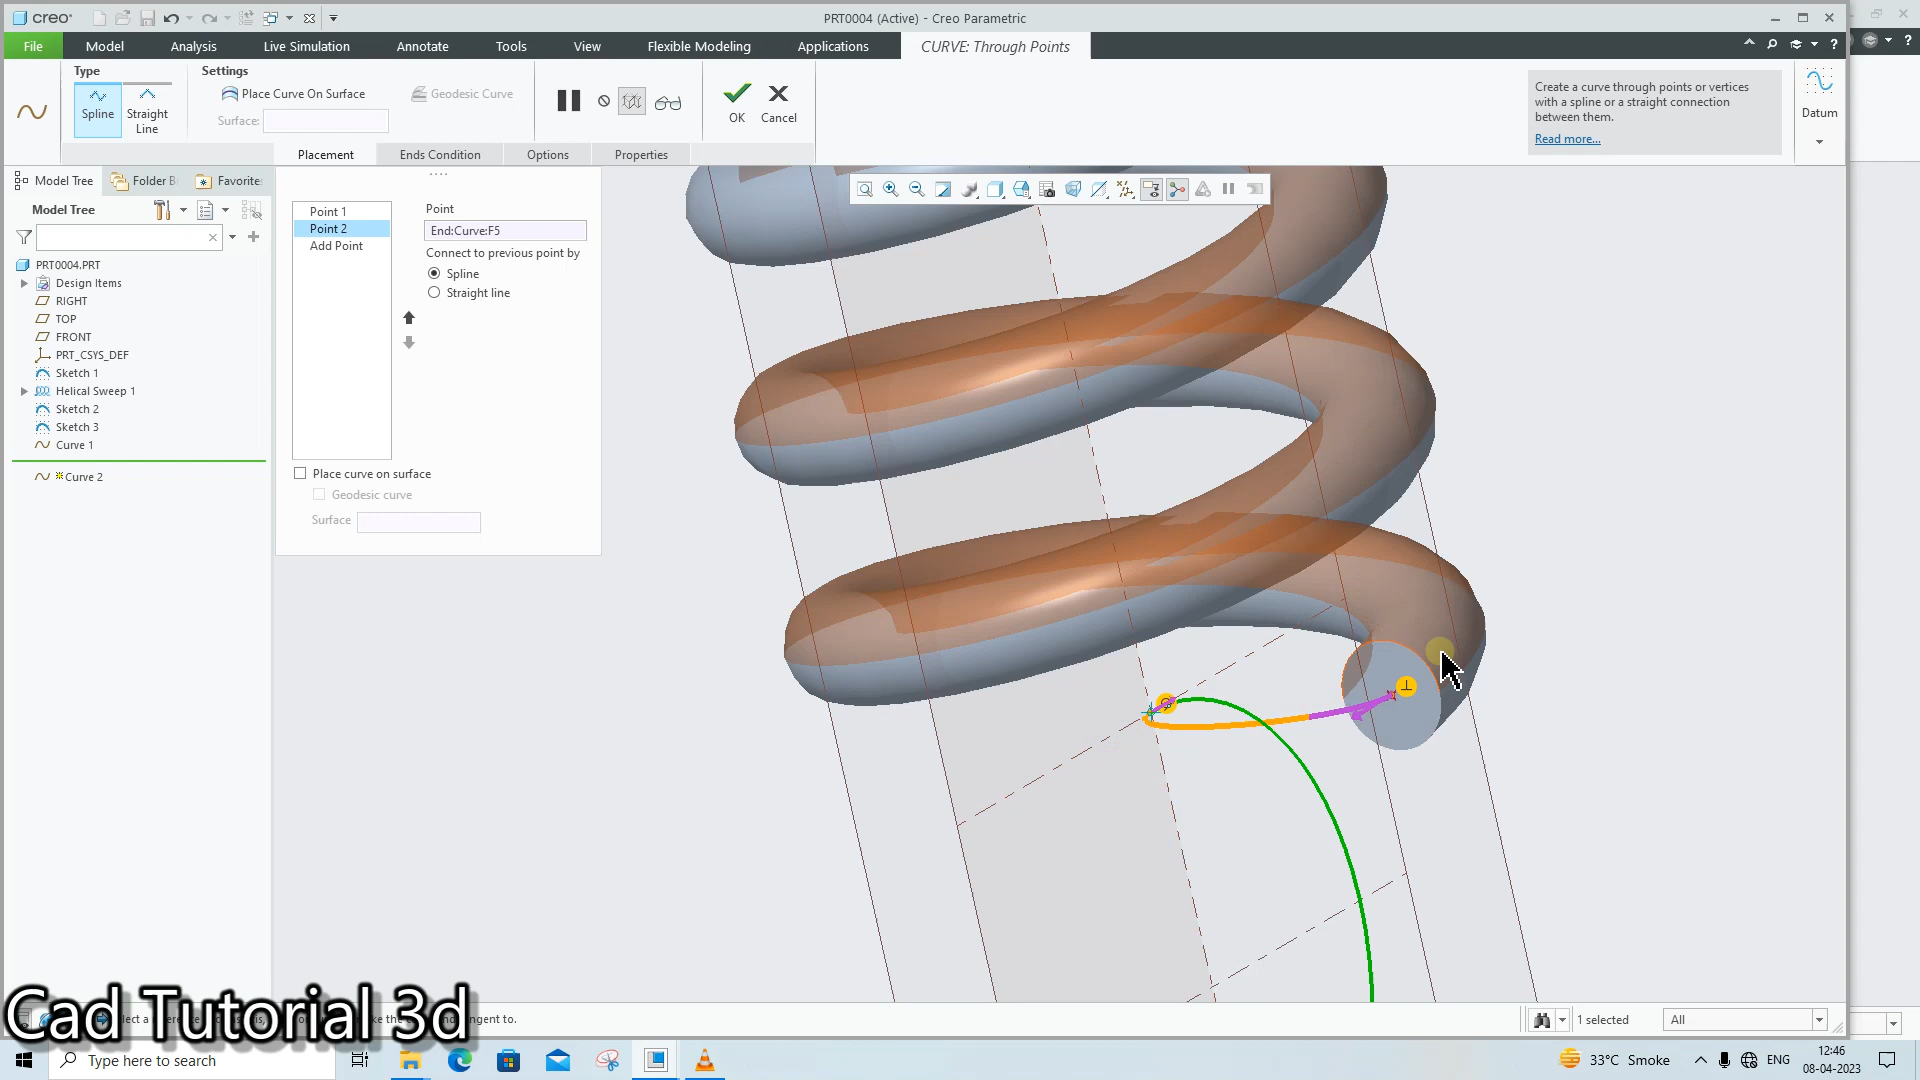 creo
PRT0004 (Active) - Creo Parametric
File
Model
Analysis
Live Simulation
Annotate
Tools
View
Flexible Modeling
Applications
CURVE: Through Points
Type
Settings
Spline
Straight
Line
Place Curve On Surface
Geodesic Curve
Surface:
OK
Cancel
Create a curve through points or vertices
with a spline or a straight connection
between them.
Read more...
Datum
Placement
Ends Condition
Options
Properties
Model Tree
Folder B
Favorite
Model Tree
PRT0004.PRT
Design Items
RIGHT
TOP
FRONT
PRT_CSYS_DEF
Sketch 1
Helical Sweep 1
Sketch 2
Sketch 3
Curve 1
Curve 2
Point 1
Point 2
Add Point
Point
End:Curve:F5
Connect to previous point by
Spline
Straight line
Place curve on surface
Geodesic curve
Surface
Cad Tutorial 3d
1 selected
All
Type here to search
33°C Smoke
ENG
12:46
08-04-2023